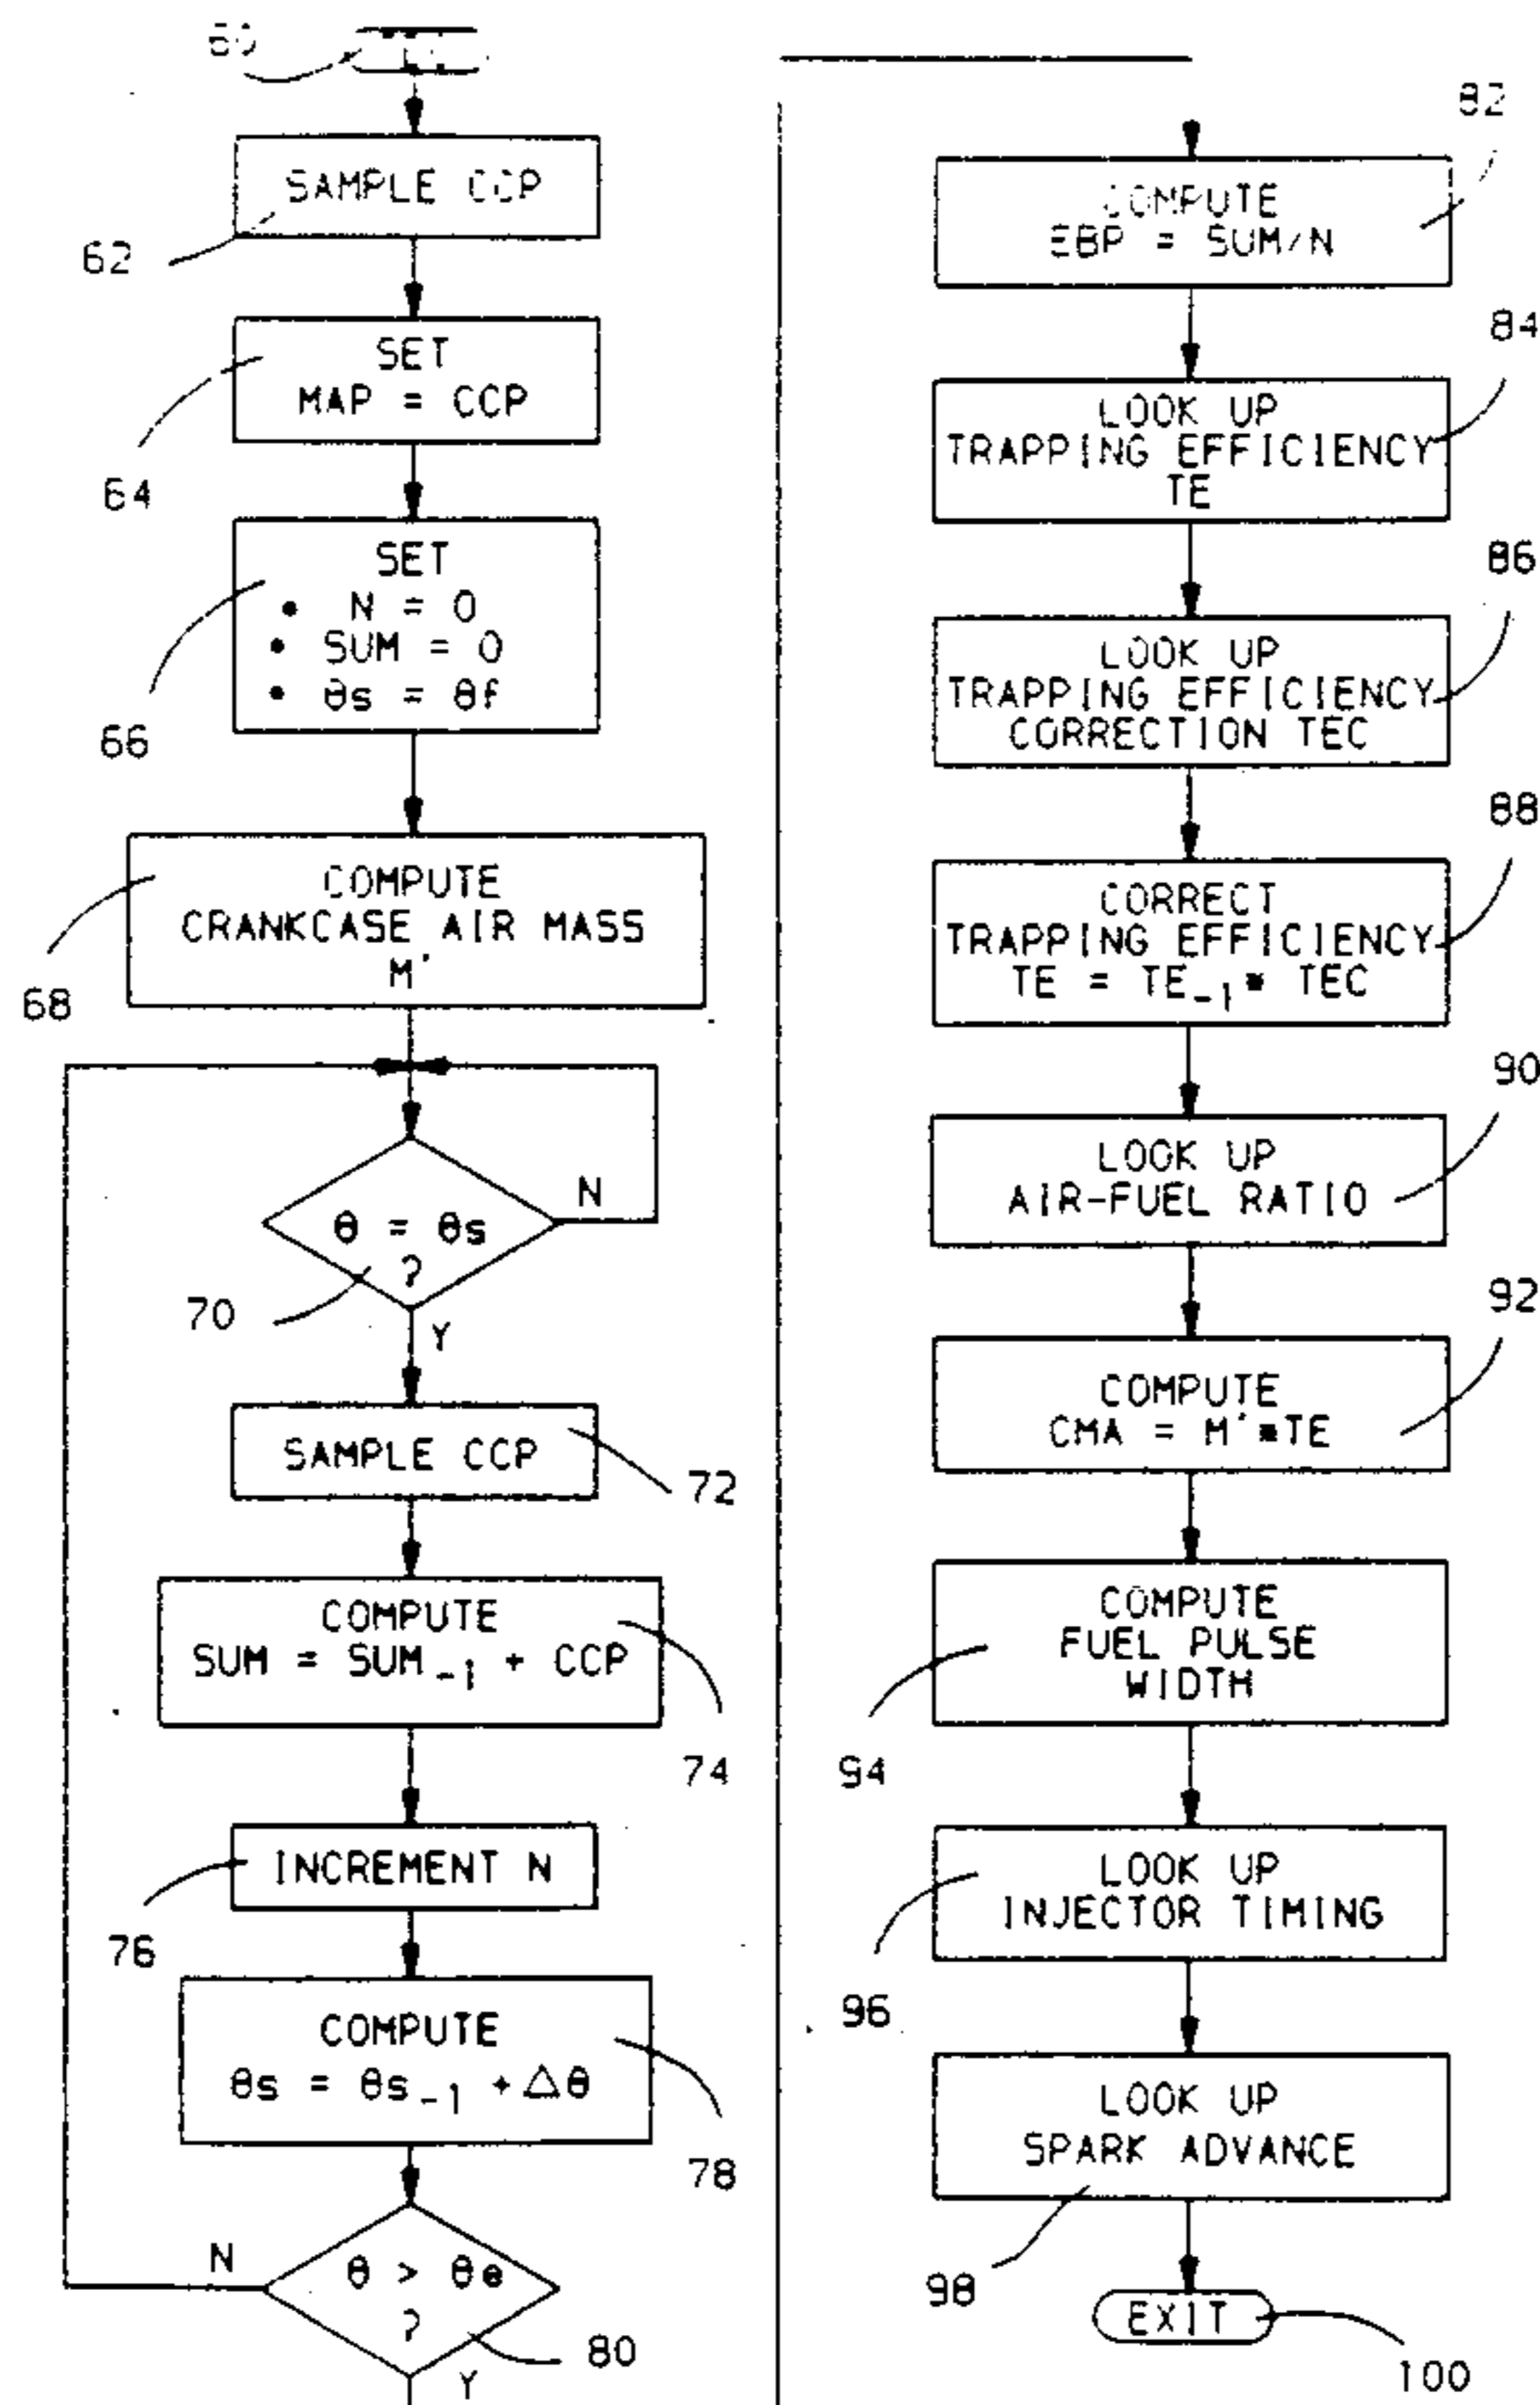 SAMPLE CCP
62
SET
MAP = CCP
64
SET
• N = 0
• SUM = 0
• θs = θf
66
COMPUTE
CRANKCASE AIR MASS
M'
68
θ = θs
?
N
70
Y
SAMPLE CCP
72
COMPUTE
SUM = SUM-1 + CCP
74
INCREMENT N
76
COMPUTE
θs = θs-1 + Δθ
78
N
θ > θe
?
80
Y
82
COMPUTE
EBP = SUM/N
84
LOOK UP
TRAPPING EFFICIENCY
TE
86
LOOK UP
TRAPPING EFFICIENCY
CORRECTION TEC
88
CORRECT
TRAPPING EFFICIENCY
TE = TE-1 * TEC
90
LOOK UP
AIR-FUEL RATIO
92
COMPUTE
CMA = M'*TE
COMPUTE
FUEL PULSE
WIDTH
94
LOOK UP
INJECTOR TIMING
96
LOOK UP
SPARK ADVANCE
98
EXIT
100